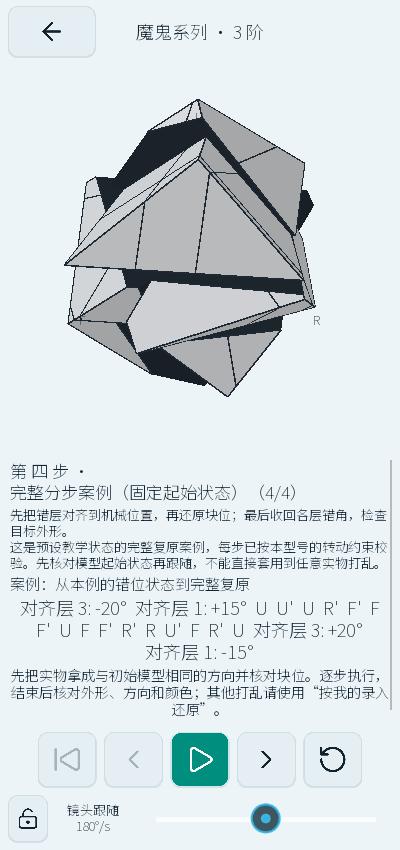 魔鬼系列 · 3 阶
R
第 四 步 ·
完整分步案例（固定起始状态）（4/4）
先把错层对齐到机械位置，再还原块位；最后收回各层错角，检查
目标外形。
这是预设教学状态的完整复原案例，每步已按本型号的转动约束校
验。先核对模型起始状态再跟随，不能直接套用到任意实物打乱。
案例：从本例的错位状态到完整复原
对齐层 3: -20° 对齐层 1: +15° U U' U R' F' F
F' U F F' R' R U' F R' U 对齐层 3: +20°
对齐层 1: -15°
先把实物拿成与初始模型相同的方向并核对块位。逐步执行，
结束后核对外形、方向和颜色；其他打乱请使用“按我的录入
还原”。
镜头跟随
180°/s